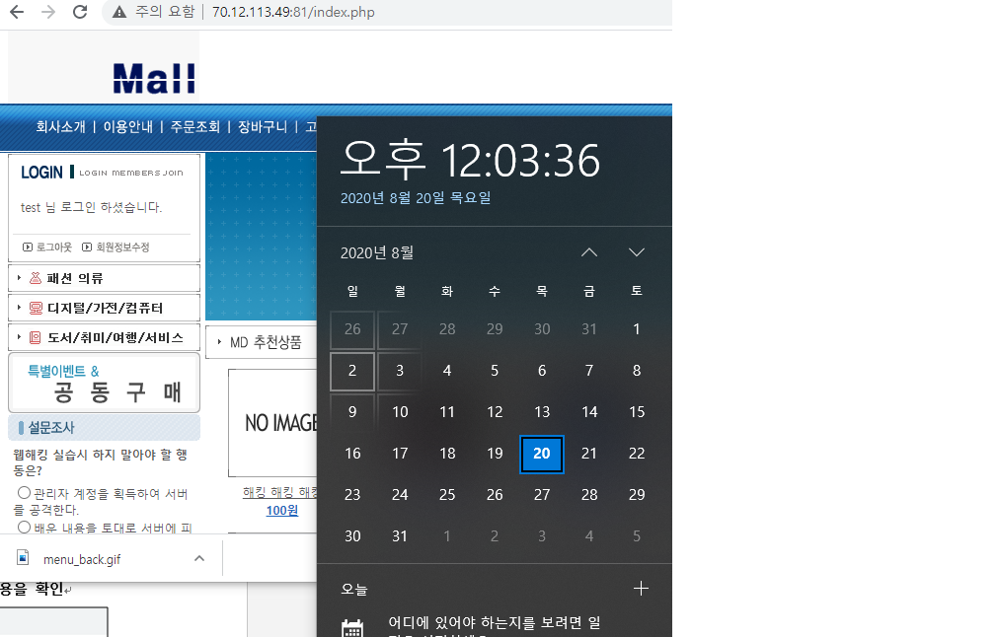 주의 요함 | 70.12.113.49:81/index.php
Mall
회사소개 | 이용안내 | 주문조회 | 장바구니 | 고
LOGIN LOGIN MEMBERS JOIN
test 님 로그인 하셨습니다.
로그아웃 회원정보수정
패션 의류
디지털/가전/컴퓨터
도서/취미/여행/서비스
특별이벤트 &
공 동 구 매
설문조사
웹해킹 실습시 하지 말아야 할 행
동은?
관리자 계정을 획득하여 서버
를 공격한다.
배운 내용을 토대로 서버에 피
MD 추천상품
NO IMAGE
해킹 해킹 해킹
100원
menu_back.gif
용을 확인
오후 12:03:36
2020년 8월 20일 목요일
2020년 8월
일 월 화 수 목 금 토
26 27 28 29 30 31 1
2 3 4 5 6 7 8
9 10 11 12 13 14 15
16 17 18 19 20 21 22
23 24 25 26 27 28 29
30 31 1 2 3 4 5
오늘
어디에 있어야 하는지를 보려면 일